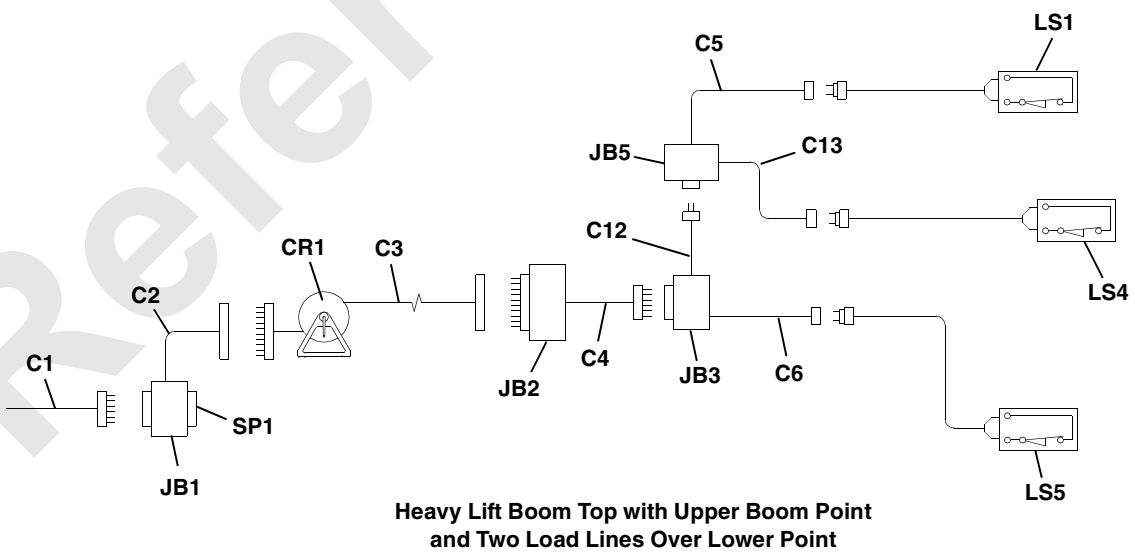 LS1
C5
C13
JB5
LS4
C12
CR1
C3
C2
C1
C4
JB3
C6
JB2
SP1
JB1
LS5
Heavy Lift Boom Top with Upper Boom Point
and Two Load Lines Over Lower Point